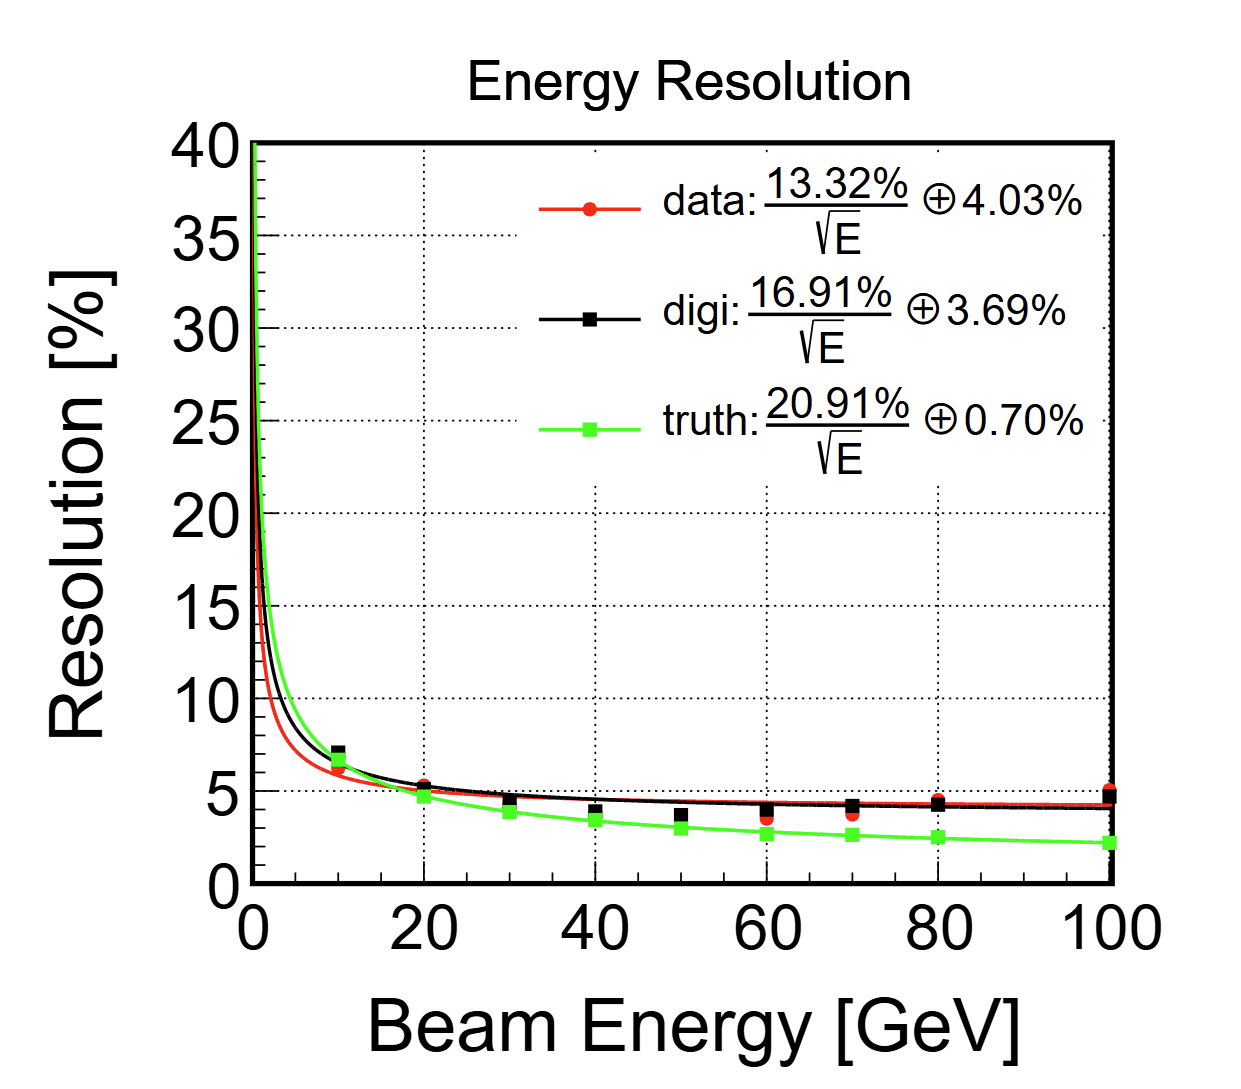 Energy Resolution
40
35
30
25
20
15
10
5
0
Resolution [%]
data: 13.32%/√E ⊕ 4.03%
digi: 16.91%/√E ⊕ 3.69%
truth: 20.91%/√E ⊕ 0.70%
0 20 40 60 80 100
Beam Energy [GeV]